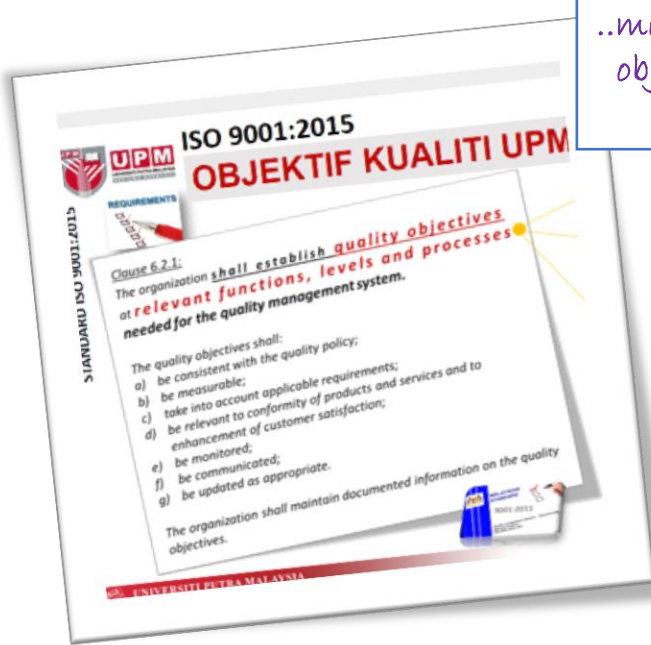 ISO 9001:2015
UPM
OBJEKTIF KUALITI UPM
REQUIREMENTS
STANDARD ISO 9001:2015
Clause 6.2.1:
The organization shall establish quality objectives
at relevant functions, levels and processes
needed for the quality management system.
The quality objectives shall:
a) be consistent with the quality policy;
b) be measurable;
c) take into account applicable requirements;
d) be relevant to conformity of products and services and to
enhancement of customer satisfaction;
e) be monitored;
f) be communicated;
g) be updated as appropriate.
The organization shall maintain documented information on the quality
objectives.
UNIVERSITI PUTRA MALAYSIA